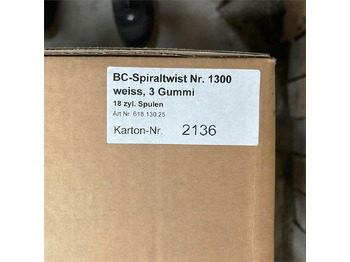 BC-Spiraltwist Nr. 1300
weiss, 3 Gummi
18 zyl. Spulen
Art.Nr. 618.130.25
Karton-Nr. 2136